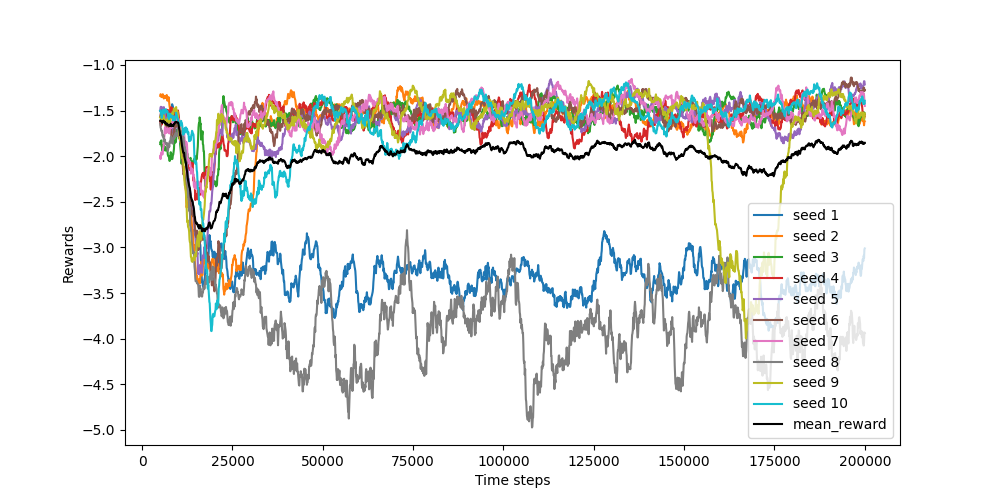 −1.0
−1.5
−2.0
−2.5
−3.0
−3.5
−4.0
−4.5
−5.0
Rewards
seed 1
seed 2
seed 3
seed 4
seed 5
seed 6
seed 7
seed 8
seed 9
seed 10
mean_reward
0 25000 50000 75000 100000 125000 150000 175000 200000
Time steps